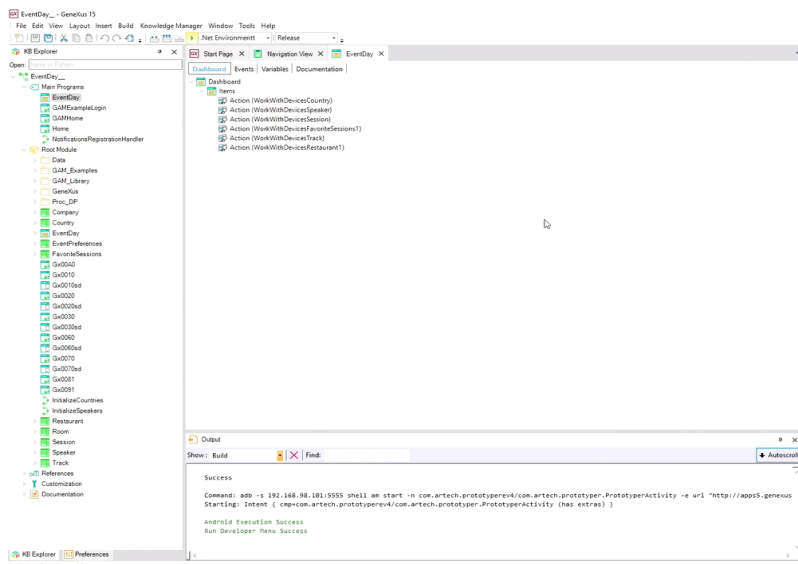 EventDay__ - GeneXus 15
File Edit View Layout Insert Build Knowledge Manager Window Tools Help
.Net Environmentt Release
KB Explorer
Open: Name or Pattern
EventDay__
Main Programs
EventDay
GAMExampleLogin
GAMHome
Home
NotificationsRegistrationHandler
Root Module
Data
GAM_Examples
GAM_Library
GeneXus
Proc_DP
Company
Country
EventDay
EventPreferences
FavoriteSessions
Gx00A0
Gx0010
Gx0010sd
Gx0020
Gx0020sd
Gx0030
Gx0030sd
Gx0060
Gx0060sd
Gx0070
Gx0070sd
Gx0081
Gx0091
InitializeCountries
InitializeSpeakers
Restaurant
Room
Session
Speaker
Track
References
Customization
Documentation
KB Explorer Preferences
Start Page Navigation View EventDay
Dashboard Events Variables Documentation
Dashboard
Items
Action (WorkWithDevicesCountry)
Action (WorkWithDevicesSpeaker)
Action (WorkWithDevicesSession)
Action (WorkWithDevicesFavoriteSessions1)
Action (WorkWithDevicesTrack)
Action (WorkWithDevicesRestaurant1)
Output
Show: Build Find: Autoscroll
Success
Command: adb -s 192.168.98.101:5555 shell am start -n com.artech.prototyperev4/com.artech.prototyper.PrototyperActivity -e url "http://apps5.genexus
Starting: Intent { cmp=com.artech.prototyperev4/com.artech.prototyper.PrototyperActivity (has extras) }
Android Execution Success
Run Developer Menu Success